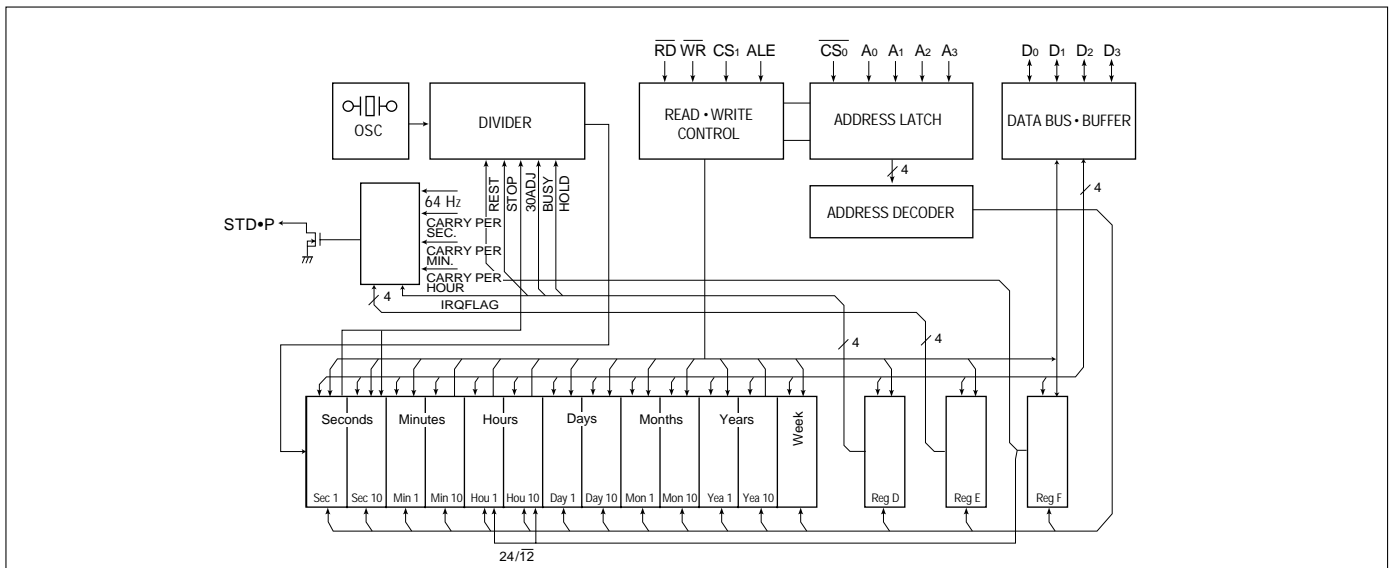 RD WR CS1 ALE CS0 A0 A1 A2 A3 D0 D1 D2 D3
OSC
DIVIDER
READ • WRITE
CONTROL
ADDRESS LATCH
DATA BUS • BUFFER
4
4
ADDRESS DECODER
REST
STOP
30ADJ
BUSY
HOLD
64 Hz
CARRY PER
SEC.
CARRY PER
MIN.
CARRY PER
HOUR
STD•P
4
IRQFLAG
4
4
Seconds Minutes Hours Days Months Years Week
Sec 1 Sec 10 Min 1 Min 10 Hou 1 Hou 10 Day 1 Day 10 Mon 1 Mon 10 Yea 1 Yea 10
Reg D Reg E Reg F
24/12